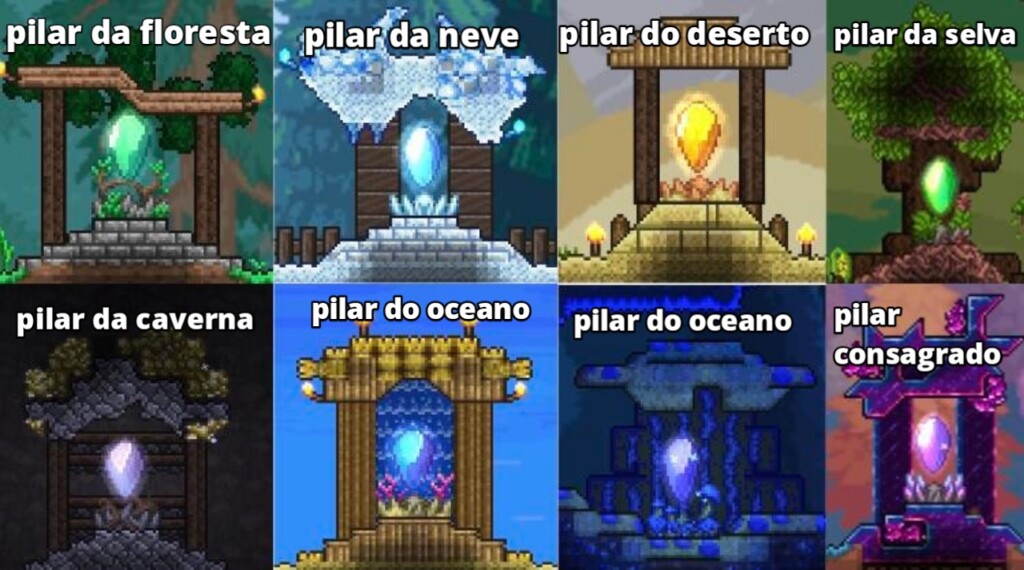 pilar da floresta
pilar da neve
pilar do deserto
pilar da selva
pilar da caverna
pilar do oceano
pilar do oceano
pilar
consagrado